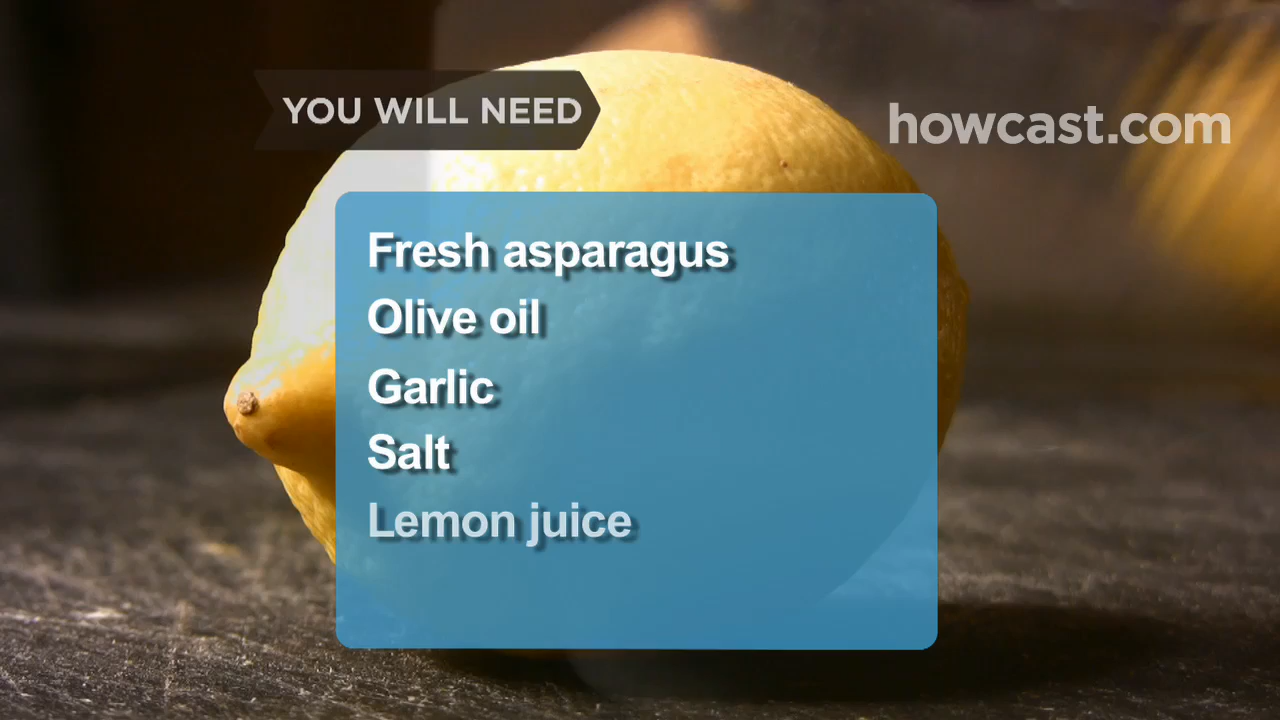 YOU WILL NEED
howcast.com
Fresh asparagus
Olive oil
Garlic
Salt
Lemon juice